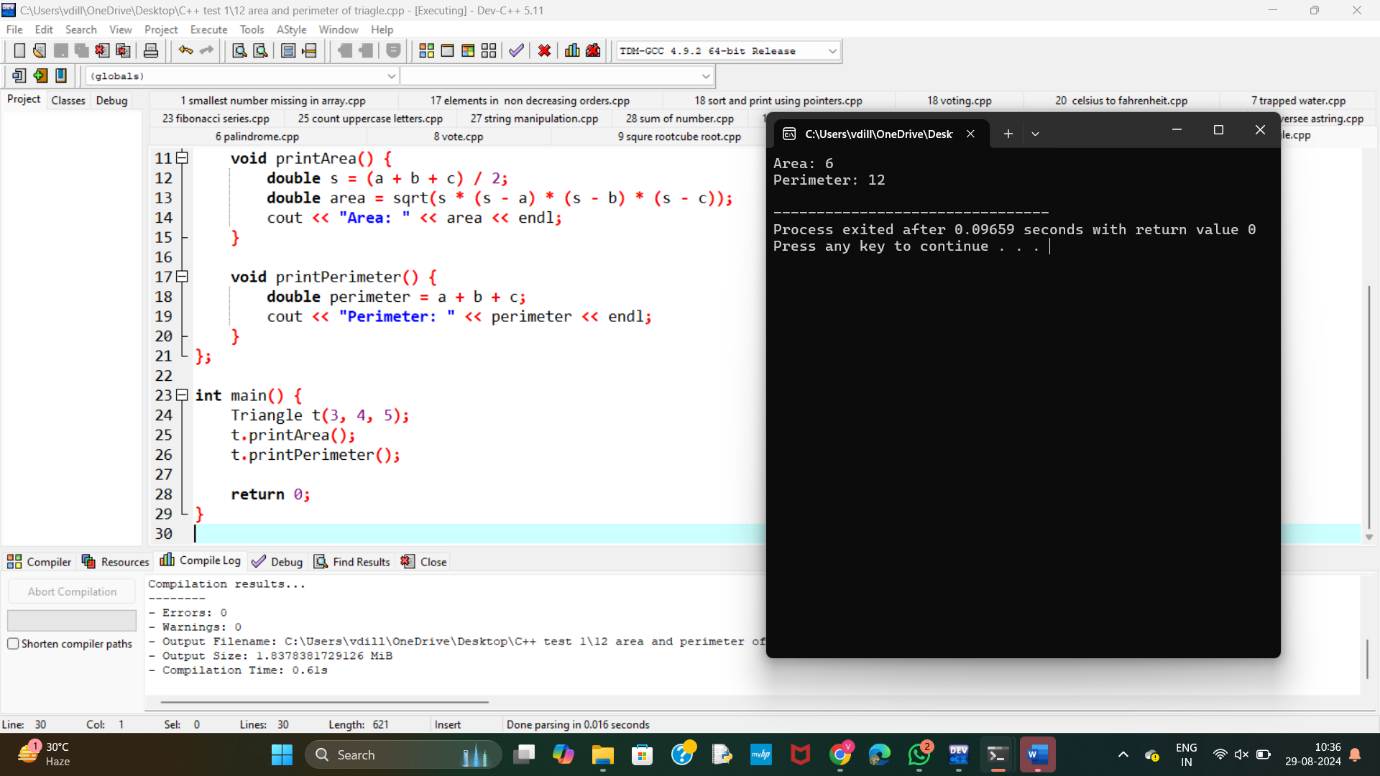 C:\Users\vdill\OneDrive\Desktop\C++ test 1\12 area and perimeter of triagle.cpp - [Executing] - Dev-C++ 5.11
File Edit Search View Project Execute Tools AStyle Window Help
TDM-GCC 4.9.2 64-bit Release
(globals)
Project Classes Debug
1 smallest number missing in array.cpp 17 elements in non decreasing orders.cpp 18 sort and print using pointers.cpp 18 voting.cpp 20 celsius to fahrenheit.cpp 7 trapped water.cpp
23 fibonacci series.cpp 25 count uppercase letters.cpp 27 string manipulation.cpp 28 sum of number.cpp versee astring.cpp
6 palindrome.cpp 8 vote.cpp 9 squre rootcube root.cpp le.cpp
11 void printArea() {
12 double s = (a + b + c) / 2;
13 double area = sqrt(s * (s - a) * (s - b) * (s - c));
14 cout << "Area: " << area << endl;
15 }
16
17 void printPerimeter() {
18 double perimeter = a + b + c;
19 cout << "Perimeter: " << perimeter << endl;
20 }
21 };
22
23 int main() {
24 Triangle t(3, 4, 5);
25 t.printArea();
26 t.printPerimeter();
27
28 return 0;
29 }
30
C:\Users\vdill\OneDrive\Desk
Area: 6
Perimeter: 12
--------------------------------
Process exited after 0.09659 seconds with return value 0
Press any key to continue . . .
Compiler Resources Compile Log Debug Find Results Close
Abort Compilation
Shorten compiler paths
Compilation results...
--------
- Errors: 0
- Warnings: 0
- Output Filename: C:\Users\vdill\OneDrive\Desktop\C++ test 1\12 area and perimeter of
- Output Size: 1.8378381729126 MiB
- Compilation Time: 0.61s
Line: 30 Col: 1 Sel: 0 Lines: 30 Length: 621 Insert Done parsing in 0.016 seconds
1
30°C
Haze
Search
myhp
V
2
DEV
W
ENG
IN
10:36
29-08-2024